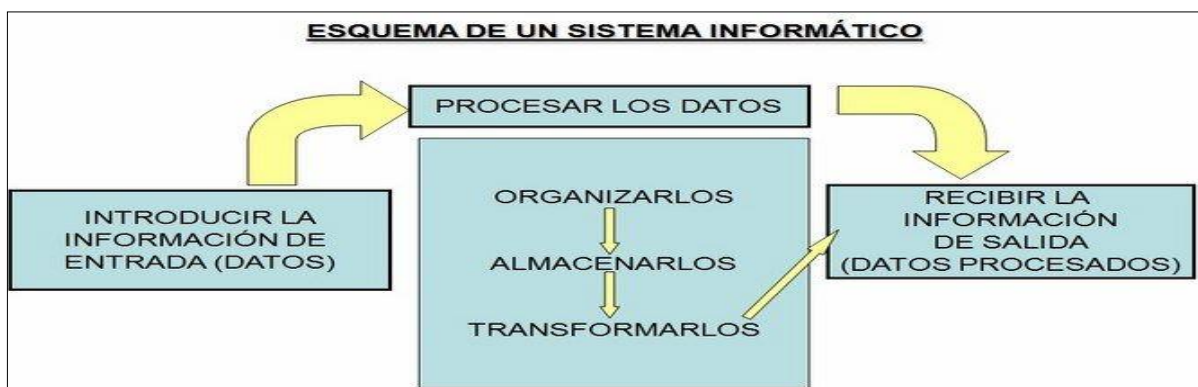 ESQUEMA DE UN SISTEMA INFORMÁTICO
PROCESAR LOS DATOS
INTRODUCIR LA
INFORMACIÓN DE
ENTRADA (DATOS)
ORGANIZARLOS
ALMACENARLOS
TRANSFORMARLOS
RECIBIR LA
INFORMACIÓN
DE SALIDA
(DATOS PROCESADOS)